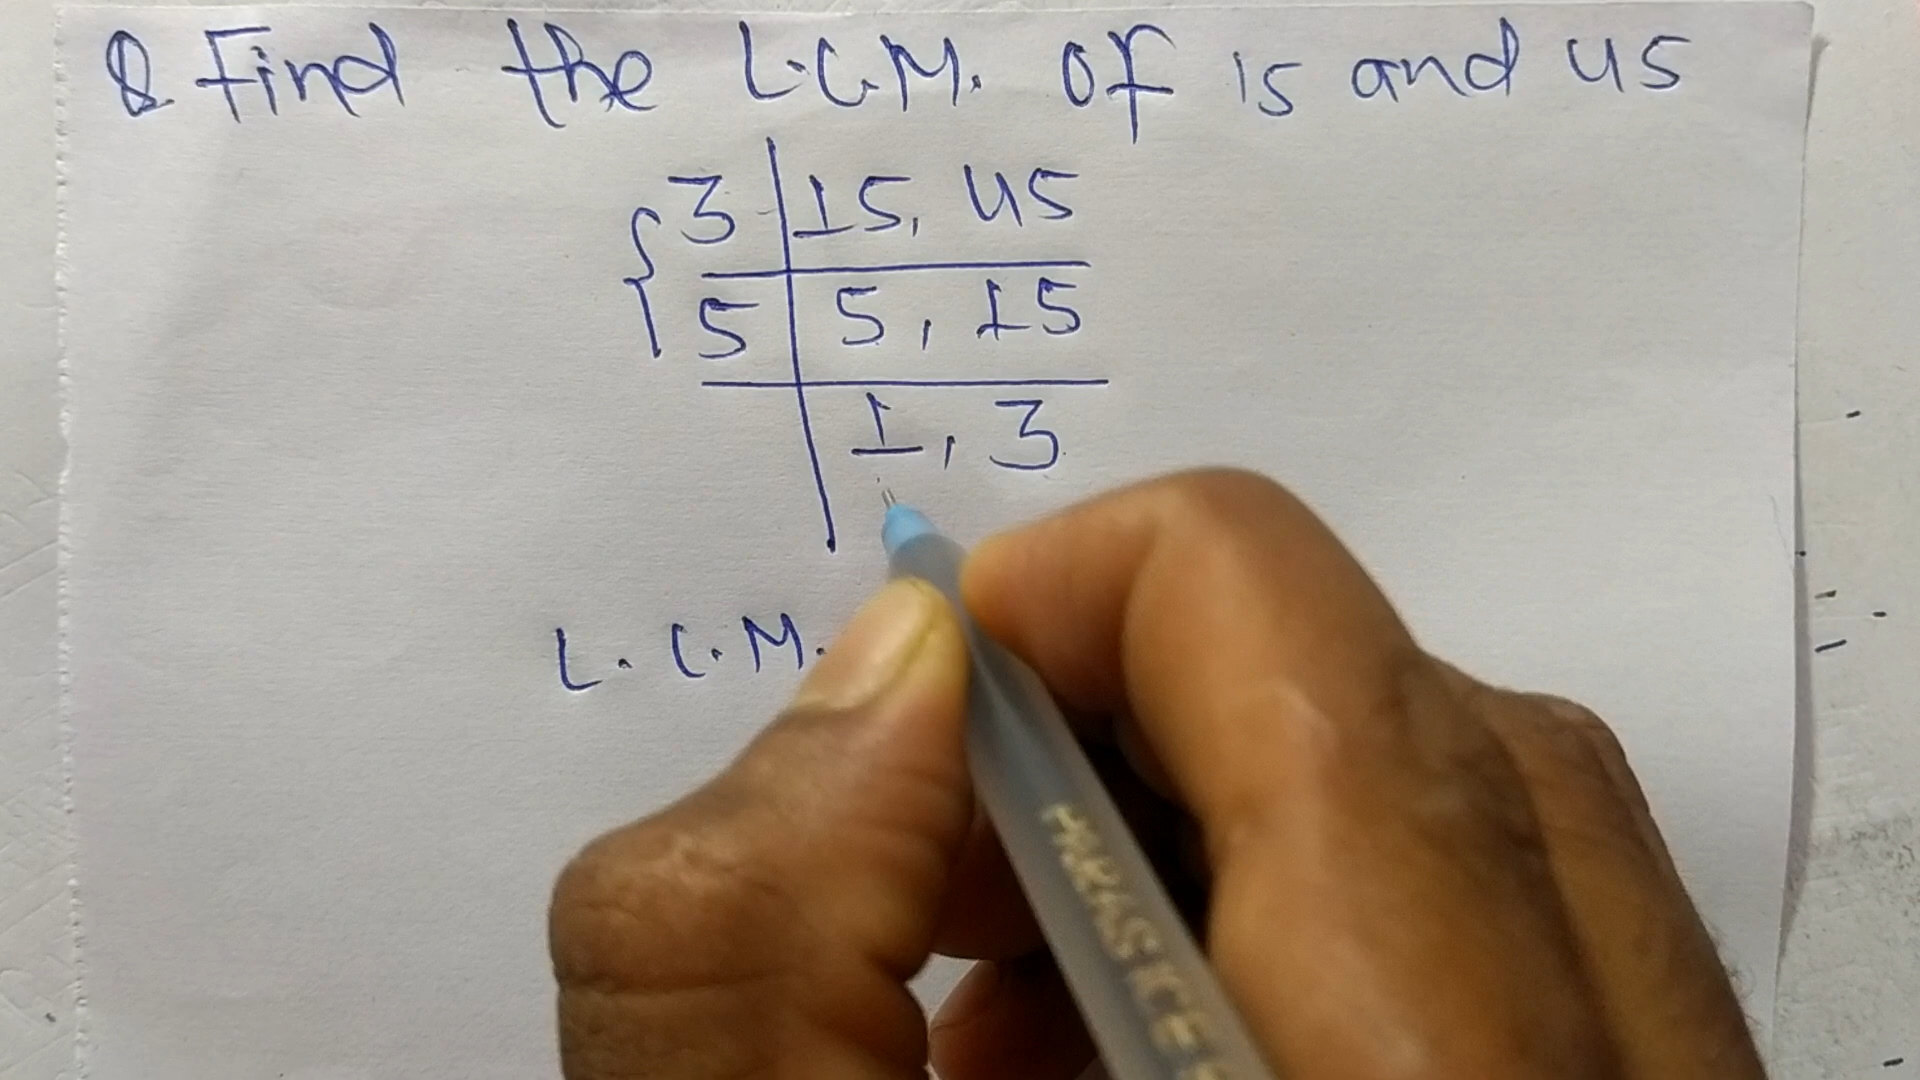 Q Find the L.C.M. of 15 and 45
3 15, 45
5 5, 15
1, 3
L.C.M.